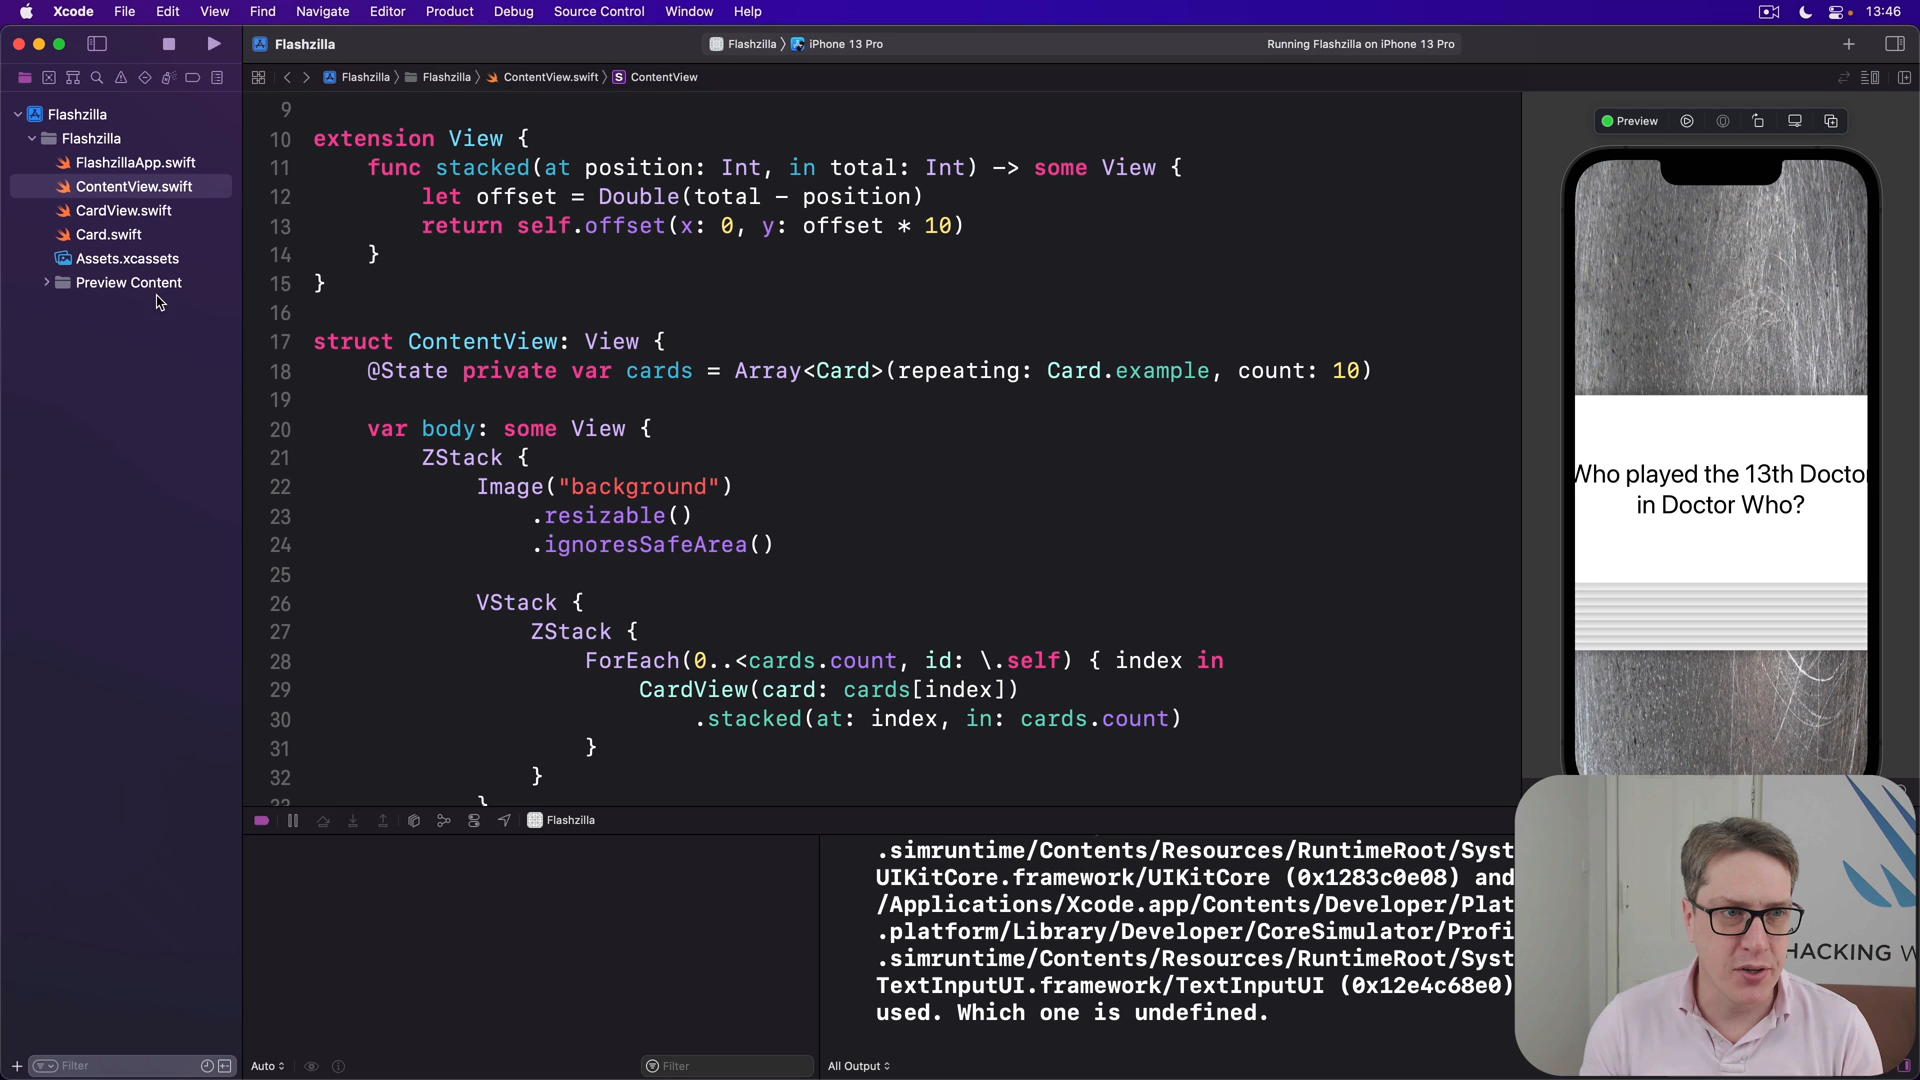 Xcode File Edit View Find Navigate Editor Product Debug Source Control Window Help 13:46
Flashzilla
Flashzilla iPhone 13 Pro
Running Flashzilla on iPhone 13 Pro
Flashzilla Flashzilla ContentView.swift S ContentView
Flashzilla
Flashzilla
FlashzillaApp.swift
ContentView.swift
CardView.swift
Card.swift
Assets.xcassets
Preview Content
9
10 extension View {
11 func stacked(at position: Int, in total: Int) -> some View {
12 let offset = Double(total - position)
13 return self.offset(x: 0, y: offset * 10)
14 }
15 }
16
17 struct ContentView: View {
18 @State private var cards = Array<Card>(repeating: Card.example, count: 10)
19
20 var body: some View {
21 ZStack {
22 Image("background")
23 .resizable()
24 .ignoresSafeArea()
25
26 VStack {
27 ZStack {
28 ForEach(0..<cards.count, id: \.self) { index in
29 CardView(card: cards[index])
30 .stacked(at: index, in: cards.count)
31 }
32 }
33 }
Preview
Who played the 13th Doctor
in Doctor Who?
Flashzilla
.simruntime/Contents/Resources/RuntimeRoot/Syst
UIKitCore.framework/UIKitCore (0x1283c0e08) and
/Applications/Xcode.app/Contents/Developer/Plat
.platform/Library/Developer/CoreSimulator/Profi
.simruntime/Contents/Resources/RuntimeRoot/Syst
TextInputUI.framework/TextInputUI (0x12e4c68e0)
used. Which one is undefined.
HACKING W
Filter
Auto
Filter
All Output